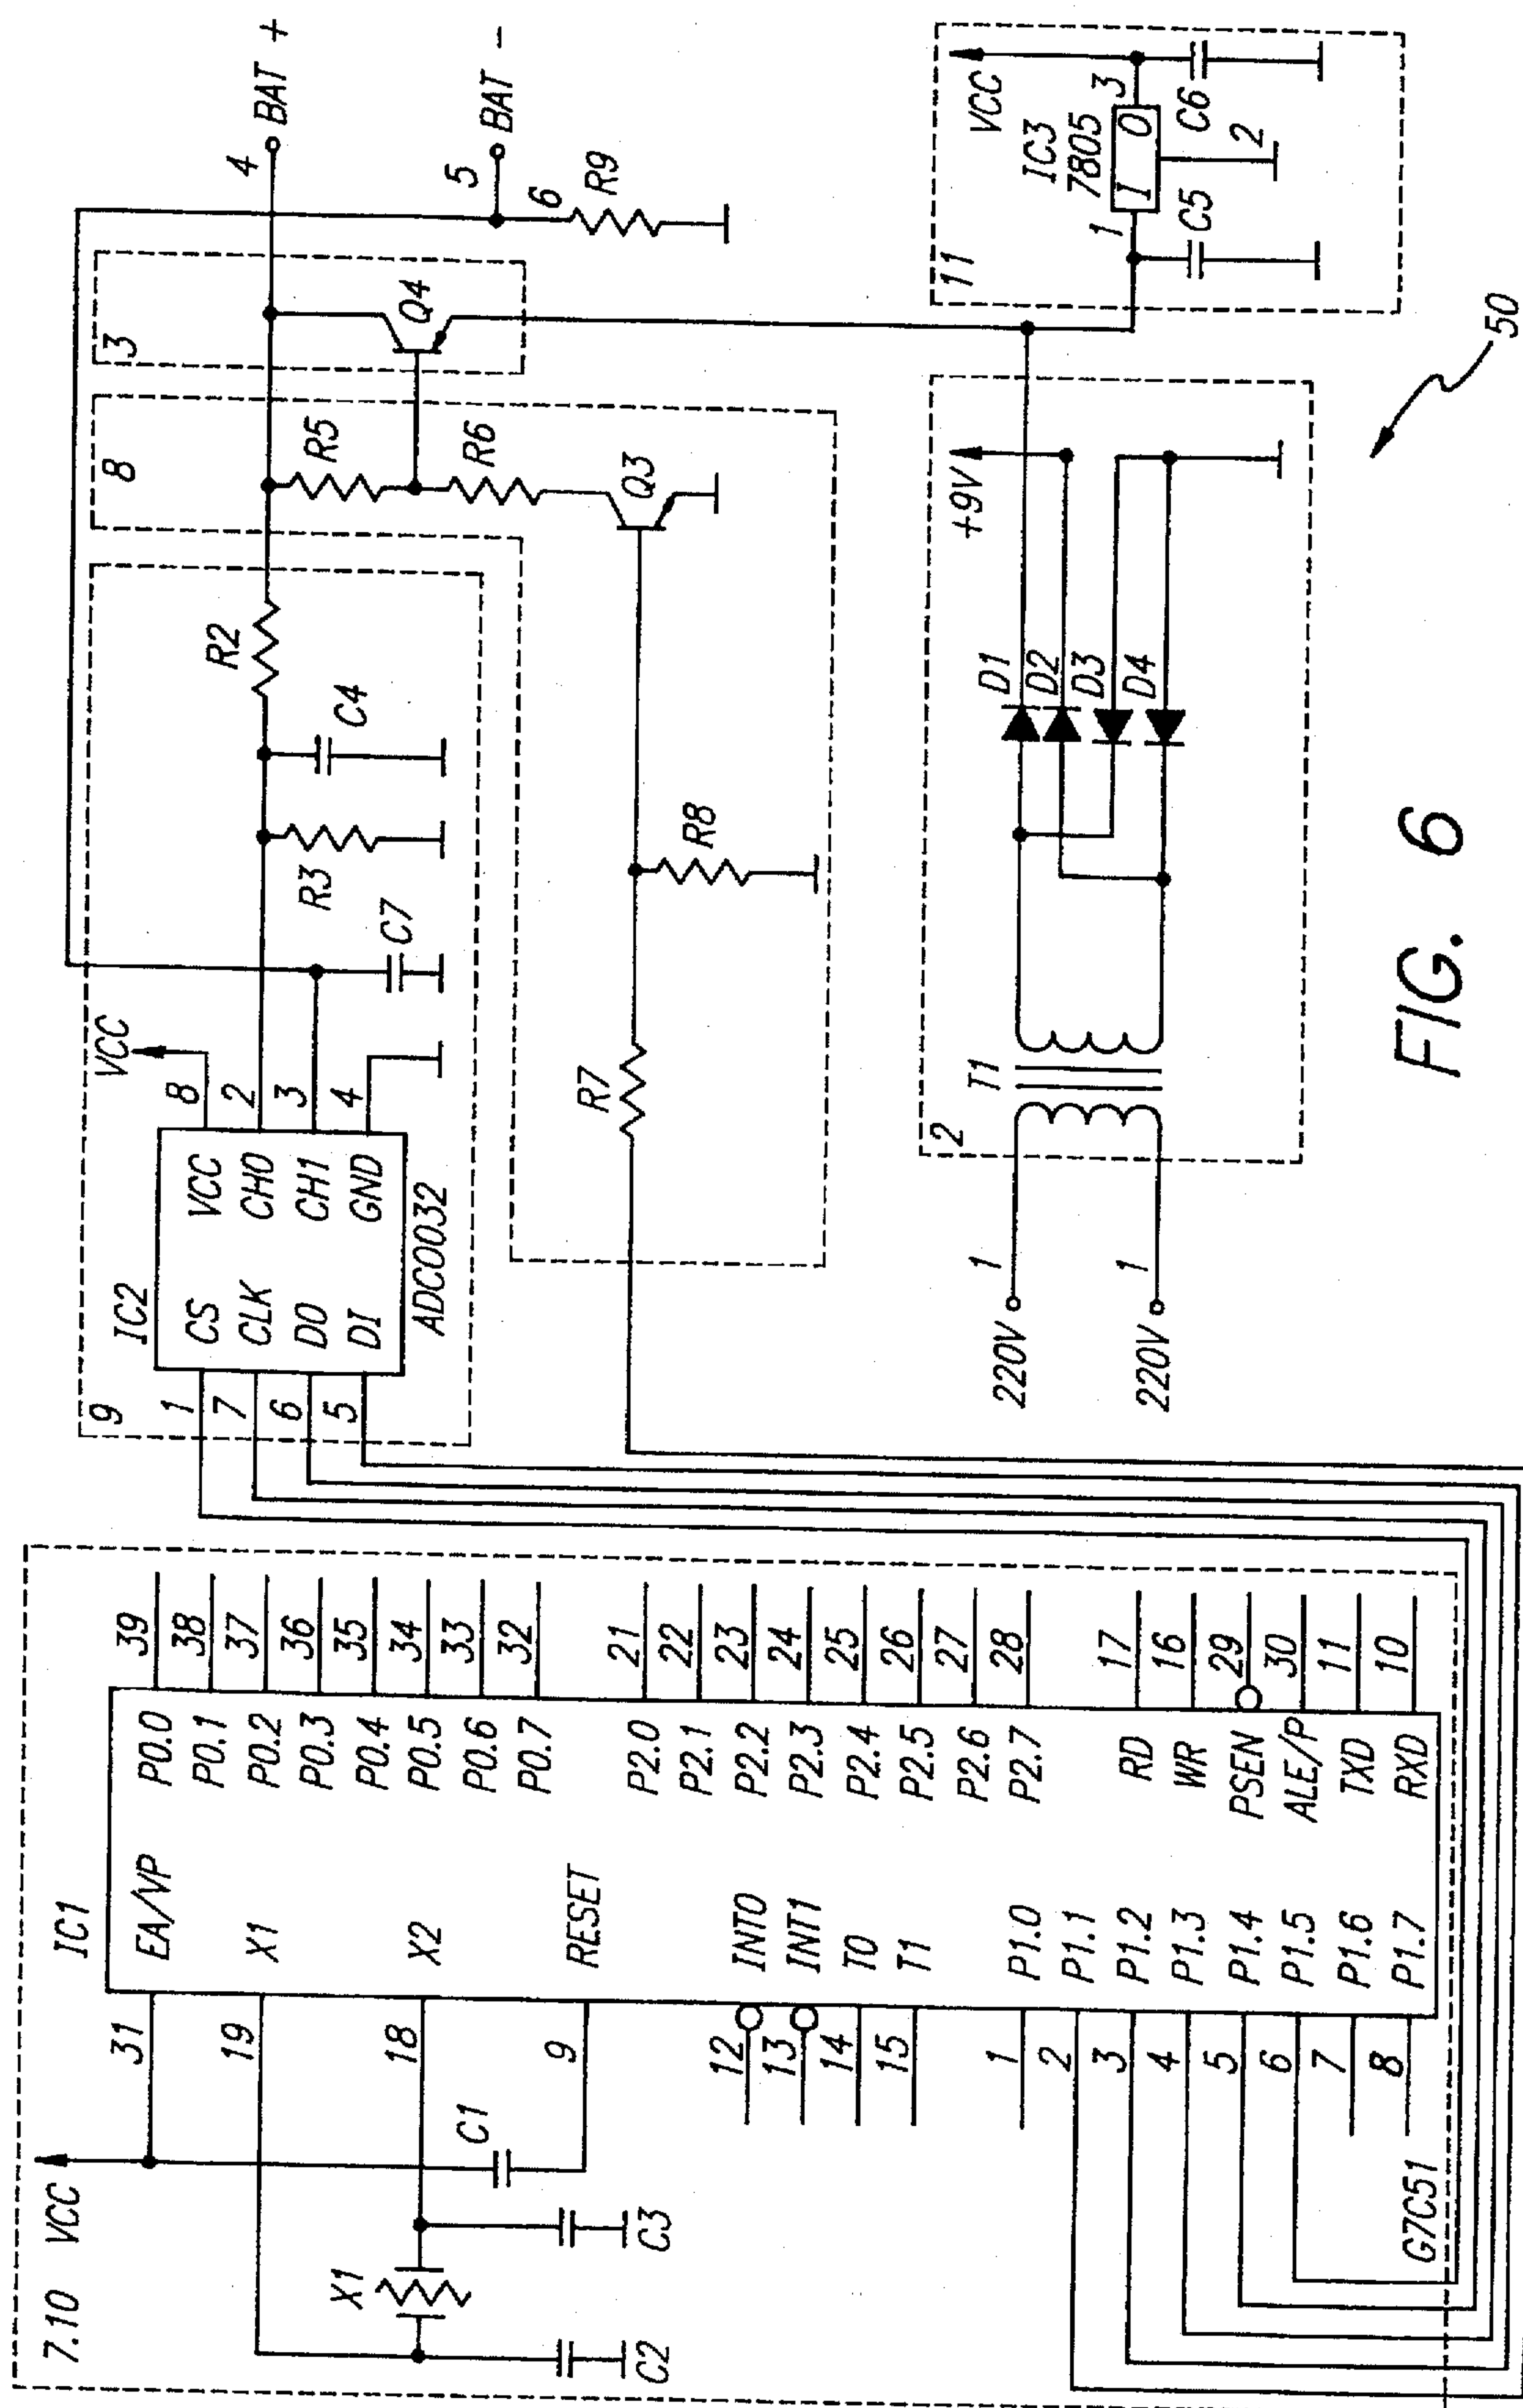 7.10 VCC
IC1
EA/VP
X1
X2
RESET
INT0
INT1
T0
T1
P1.0
P1.1
P1.2
P1.3
P1.4
P1.5
P1.6
P1.7
31
19
18
9
12
13
14
15
1
2
3
4
5
6
7
8
P0.0
P0.1
P0.2
P0.3
P0.4
P0.5
P0.6
P0.7
P2.0
P2.1
P2.2
P2.3
P2.4
P2.5
P2.6
P2.7
RD
WR
PSEN
ALE/P
TXD
RXD
39
38
37
36
35
34
33
32
21
22
23
24
25
26
27
28
17
16
29
30
11
10
X1
C1
C2
C3
G7C51
9
IC2
CS
CLK
DO
DI
VCC
CH0
CH1
GND
ADC0032
1
7
6
5
8
2
3
4
VCC
C7
R3
C4
R2
8
R5
R6
Q3
R7
R8
3
Q4
4
BAT +
5
BAT -
6
R9
220V
1
220V
1
2
T1
D1
D2
D3
D4
+9V
11
VCC
IC3
7805
1
I O
3
2
C5
C6
50
FIG. 6